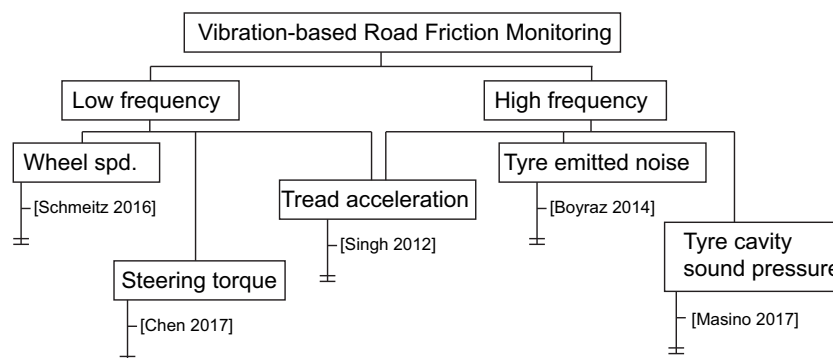 Vibration-based Road Friction Monitoring
Low frequency
High frequency
Wheel spd.
Tyre emitted noise
Tread acceleration
[Schmeitz 2016]
[Boyraz 2014]
[Singh 2012]
Tyre cavity
sound pressure
Steering torque
[Chen 2017]
[Masino 2017]